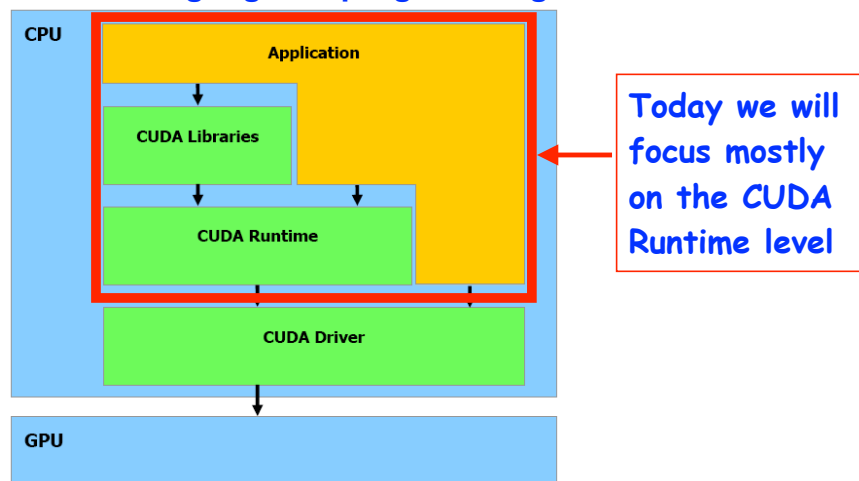 CPU
Application
CUDA Libraries
CUDA Runtime
CUDA Driver
GPU
Today we will
focus mostly
on the CUDA
Runtime level